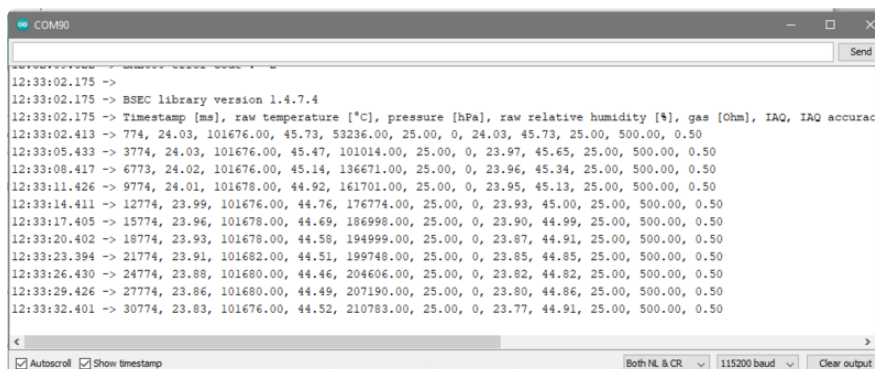 COM90
Send
12:33:02.175 ->
12:33:02.175 -> BSEC library version 1.4.7.4
12:33:02.175 -> Timestamp [ms], raw temperature [°C], pressure [hPa], raw relative humidity [%], gas [Ohm], IAQ, IAQ accurac
12:33:02.413 -> 774, 24.03, 101676.00, 45.73, 53236.00, 25.00, 0, 24.03, 45.73, 25.00, 500.00, 0.50
12:33:05.433 -> 3774, 24.03, 101676.00, 45.47, 101014.00, 25.00, 0, 23.97, 45.65, 25.00, 500.00, 0.50
12:33:08.417 -> 6773, 24.02, 101676.00, 45.14, 136671.00, 25.00, 0, 23.96, 45.34, 25.00, 500.00, 0.50
12:33:11.426 -> 9774, 24.01, 101678.00, 44.92, 161701.00, 25.00, 0, 23.95, 45.13, 25.00, 500.00, 0.50
12:33:14.411 -> 12774, 23.99, 101676.00, 44.76, 176774.00, 25.00, 0, 23.93, 45.00, 25.00, 500.00, 0.50
12:33:17.405 -> 15774, 23.96, 101678.00, 44.69, 186998.00, 25.00, 0, 23.90, 44.99, 25.00, 500.00, 0.50
12:33:20.402 -> 18774, 23.93, 101678.00, 44.58, 194999.00, 25.00, 0, 23.87, 44.91, 25.00, 500.00, 0.50
12:33:23.394 -> 21774, 23.91, 101682.00, 44.51, 199748.00, 25.00, 0, 23.85, 44.85, 25.00, 500.00, 0.50
12:33:26.430 -> 24774, 23.88, 101680.00, 44.46, 204606.00, 25.00, 0, 23.82, 44.82, 25.00, 500.00, 0.50
12:33:29.426 -> 27774, 23.86, 101680.00, 44.49, 207190.00, 25.00, 0, 23.80, 44.86, 25.00, 500.00, 0.50
12:33:32.401 -> 30774, 23.83, 101676.00, 44.52, 210783.00, 25.00, 0, 23.77, 44.91, 25.00, 500.00, 0.50
Autoscroll Show timestamp Both NL & CR 115200 baud Clear output